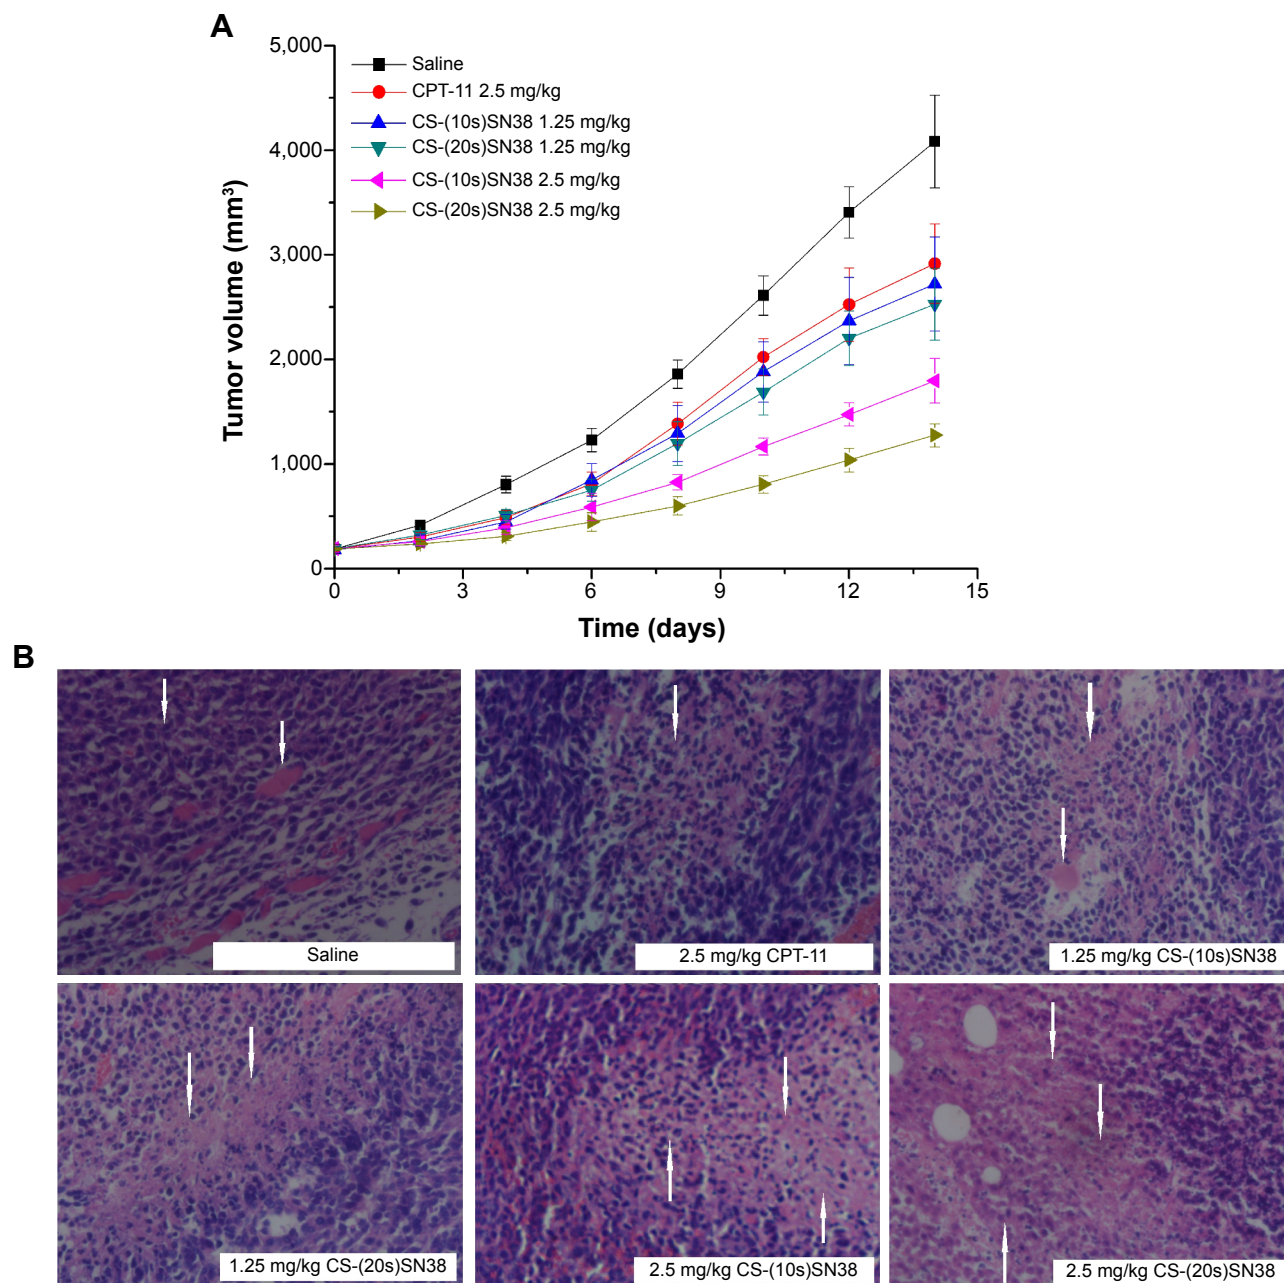 A
5,000
4,000
3,000
2,000
1,000
0
Tumor volume (mm³)
Saline
CPT-11 2.5 mg/kg
CS-(10s)SN38 1.25 mg/kg
CS-(20s)SN38 1.25 mg/kg
CS-(10s)SN38 2.5 mg/kg
CS-(20s)SN38 2.5 mg/kg
0 3 6 9 12 15
Time (days)
B
Saline
2.5 mg/kg CPT-11
1.25 mg/kg CS-(10s)SN38
1.25 mg/kg CS-(20s)SN38
2.5 mg/kg CS-(10s)SN38
2.5 mg/kg CS-(20s)SN38